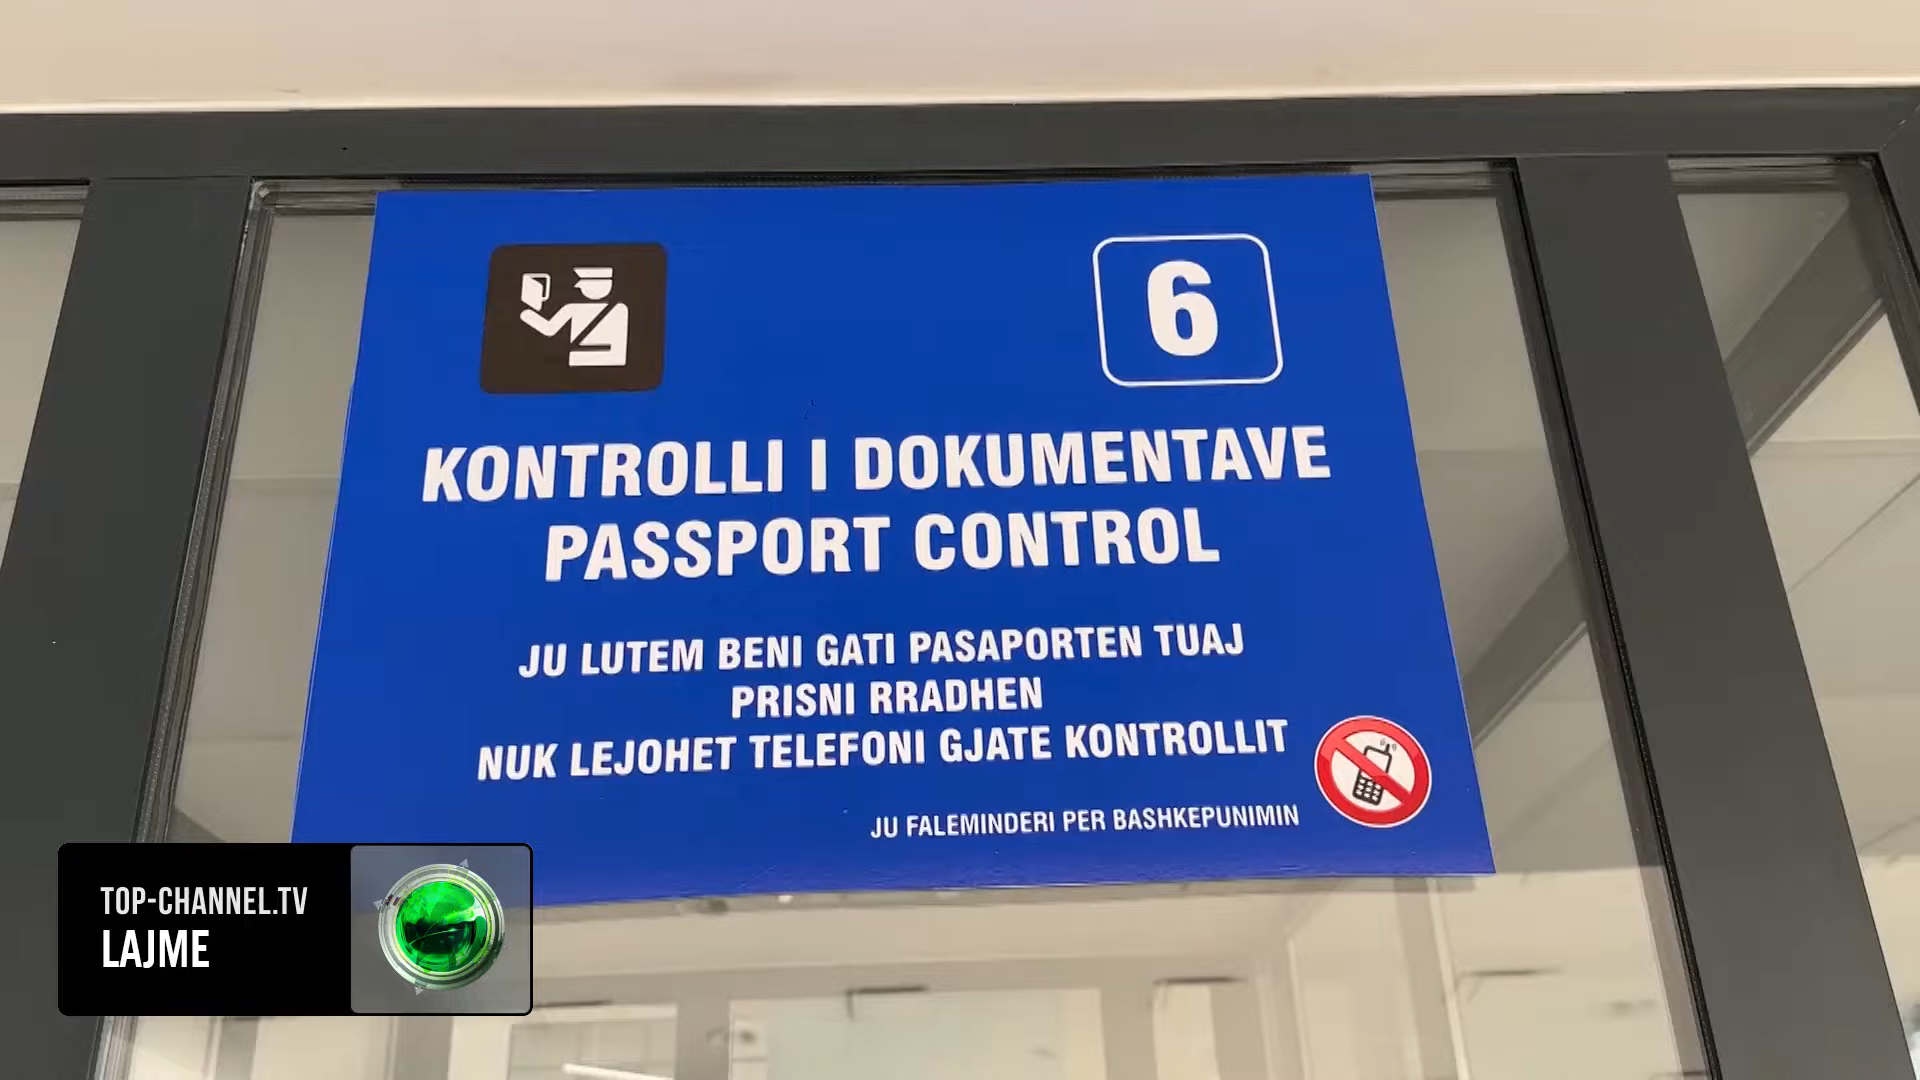 6
KONTROLLI I DOKUMENTAVE
PASSPORT CONTROL
JU LUTEM BENI GATI PASAPORTEN TUAJ
PRISNI RRADHEN
NUK LEJOHET TELEFONI GJATE KONTROLLIT
JU FALEMINDERI PER BASHKEPUNIMIN
TOP-CHANNEL.TV
LAJME